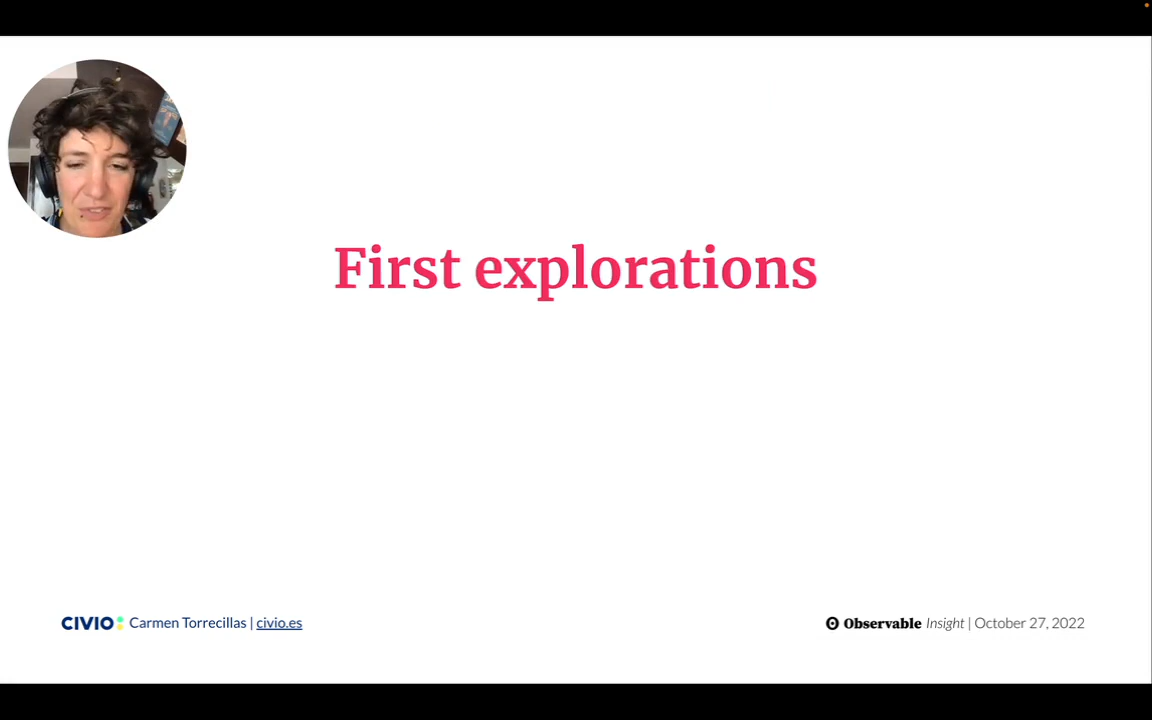 First explorations
CIVIO: Carmen Torrecillas | civio.es
Observable Insight | October 27, 2022